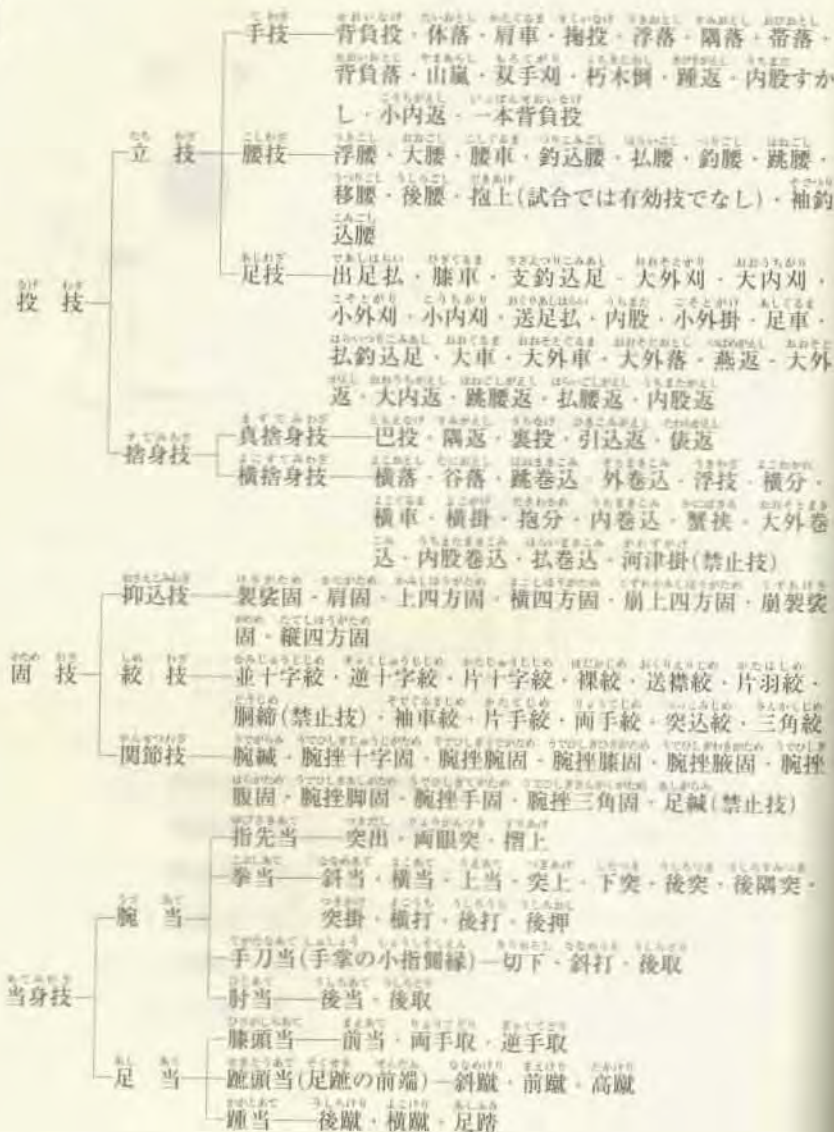 手技―背負投・体落・肩車・掬投・浮落・隅落・帯落・
背負落・山嵐・双手刈・朽木倒・踵返・内股すか
し・小内返・一本背負投
立技 腰技―浮腰・大腰・腰車・釣込腰・払腰・釣腰・跳腰・
移腰・後腰・抱上(試合では有効技でなし)・袖釣
込腰
足技―出足払・膝車・支釣込足・大外刈・大内刈・
投技 小外刈・小内刈・送足払・内股・小外掛・足車・
払釣込足・大車・大外車・大外落・燕返・大外
返・大内返・跳腰返・払腰返・内股返
真捨身技―巴投・隅返・裏投・引込返・俵返
捨身技
横捨身技―横落・谷落・跳巻込・外巻込・浮技・横分・
横車・横掛・抱分・内巻込・蟹挟・大外巻
込・内股巻込・払巻込・河津掛(禁止技)
抑込技―袈裟固・肩固・上四方固・横四方固・崩上四方固・崩袈裟
固・縦四方固
固技 絞技―並十字絞・逆十字絞・片十字絞・裸絞・送襟絞・片羽絞・
胴締(禁止技)・袖車絞・片手絞・両手絞・突込絞・三角絞
関節技―腕緘・腕挫十字固・腕挫腕固・腕挫膝固・腕挫腋固・腕挫
腹固・腕挫脚固・腕挫手固・腕挫三角固・足緘(禁止技)
指先当―突出・両眼突・摺上
拳当―斜当・横当・上当・突上・下突・後突・後隅突・
腕当 突掛・横打・後打・後押
手刀当(手掌の小指側縁)―切下・斜打・後取
当身技 肘当―後当・後取
膝頭当―前当・両手取・逆手取
足当 蹠頭当(足蹠の前端)―斜蹴・前蹴・高蹴
踵当―後蹴・横蹴・足踏